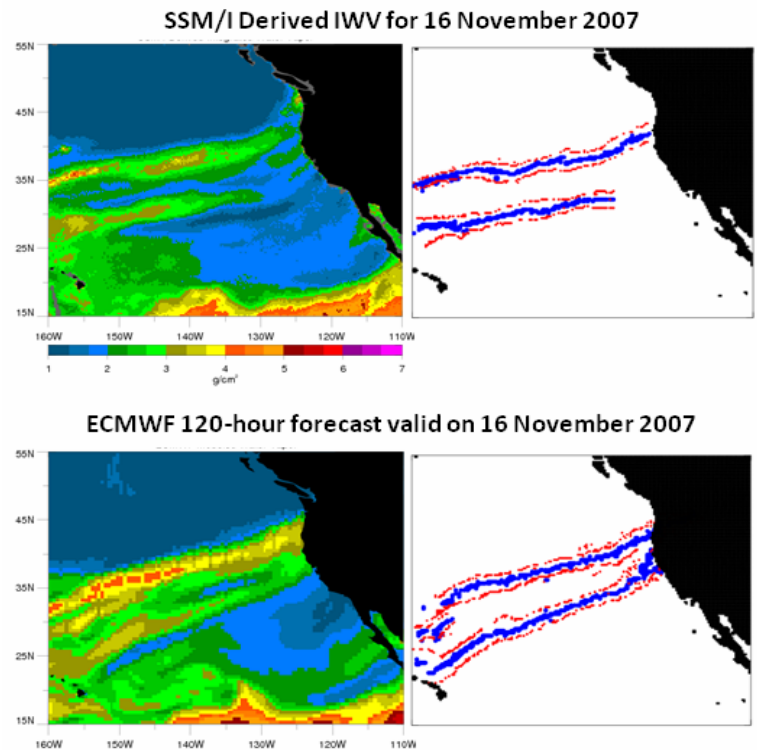 SSM/I Derived IWV for 16 November 2007
55N
45N
35N
25N
15N
160W 150W 140W 130W 120W 110W
1 2 3 4 5 6 7
g/cm²
ECMWF 120-hour forecast valid on 16 November 2007
55N
45N
35N
25N
15N
160W 150W 140W 130W 120W 110W